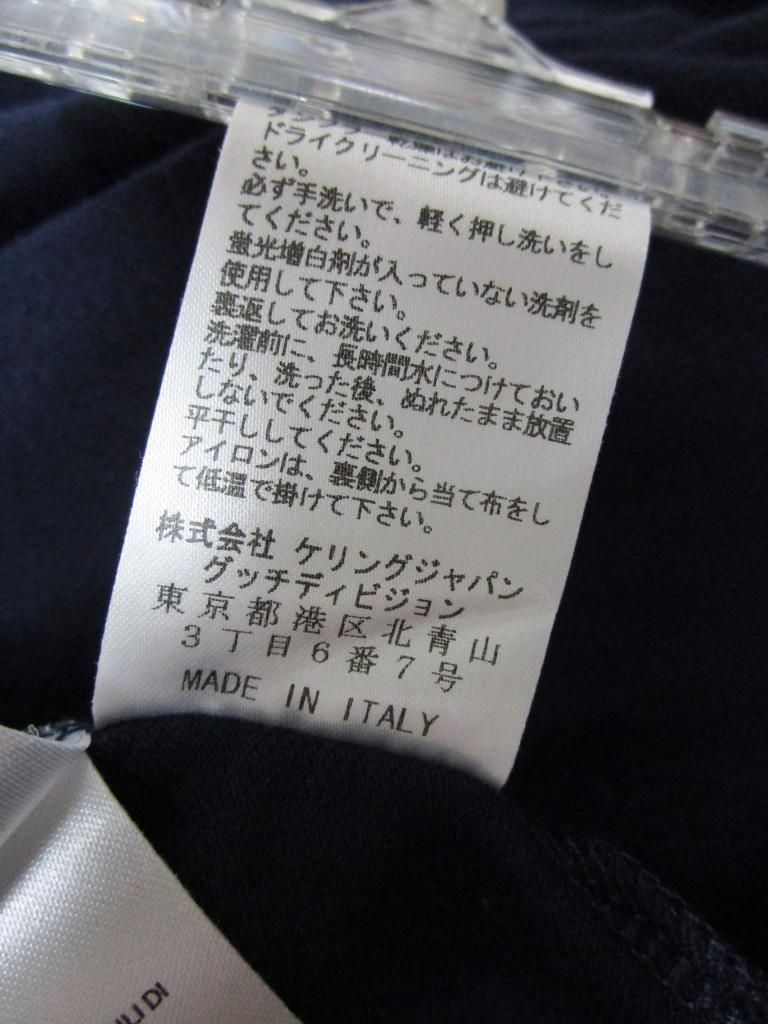 ドライクリーニングは避けてくだ
さい。
必ず手洗いで、軽く押し洗いをし
てください。
蛍光増白剤が入っていない洗剤を
使用して下さい。
裏返してお洗いください。
洗濯前に、長時間水につけておい
たり、洗った後、ぬれたまま放置
しないでください。
平干ししてください。
アイロンは、裏側から当て布をし
て低温で掛けて下さい。
株式会社 ケリングジャパン
グッチディビジョン
東京都港区北青山
3丁目6番7号
MADE IN ITALY
DI